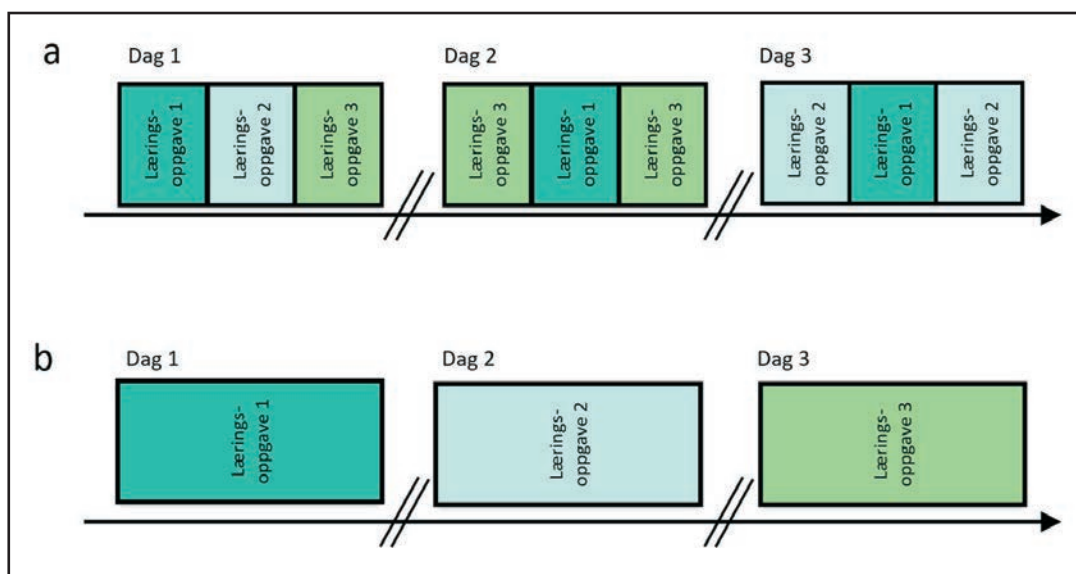 a
Dag 1
Dag 2
Dag 3
Lærings-
oppgave 1
Lærings-
oppgave 2
Lærings-
oppgave 3
Lærings-
oppgave 3
Lærings-
oppgave 1
Lærings-
oppgave 3
Lærings-
oppgave 2
Lærings-
oppgave 1
Lærings-
oppgave 2
b
Dag 1
Dag 2
Dag 3
Lærings-
oppgave 1
Lærings-
oppgave 2
Lærings-
oppgave 3